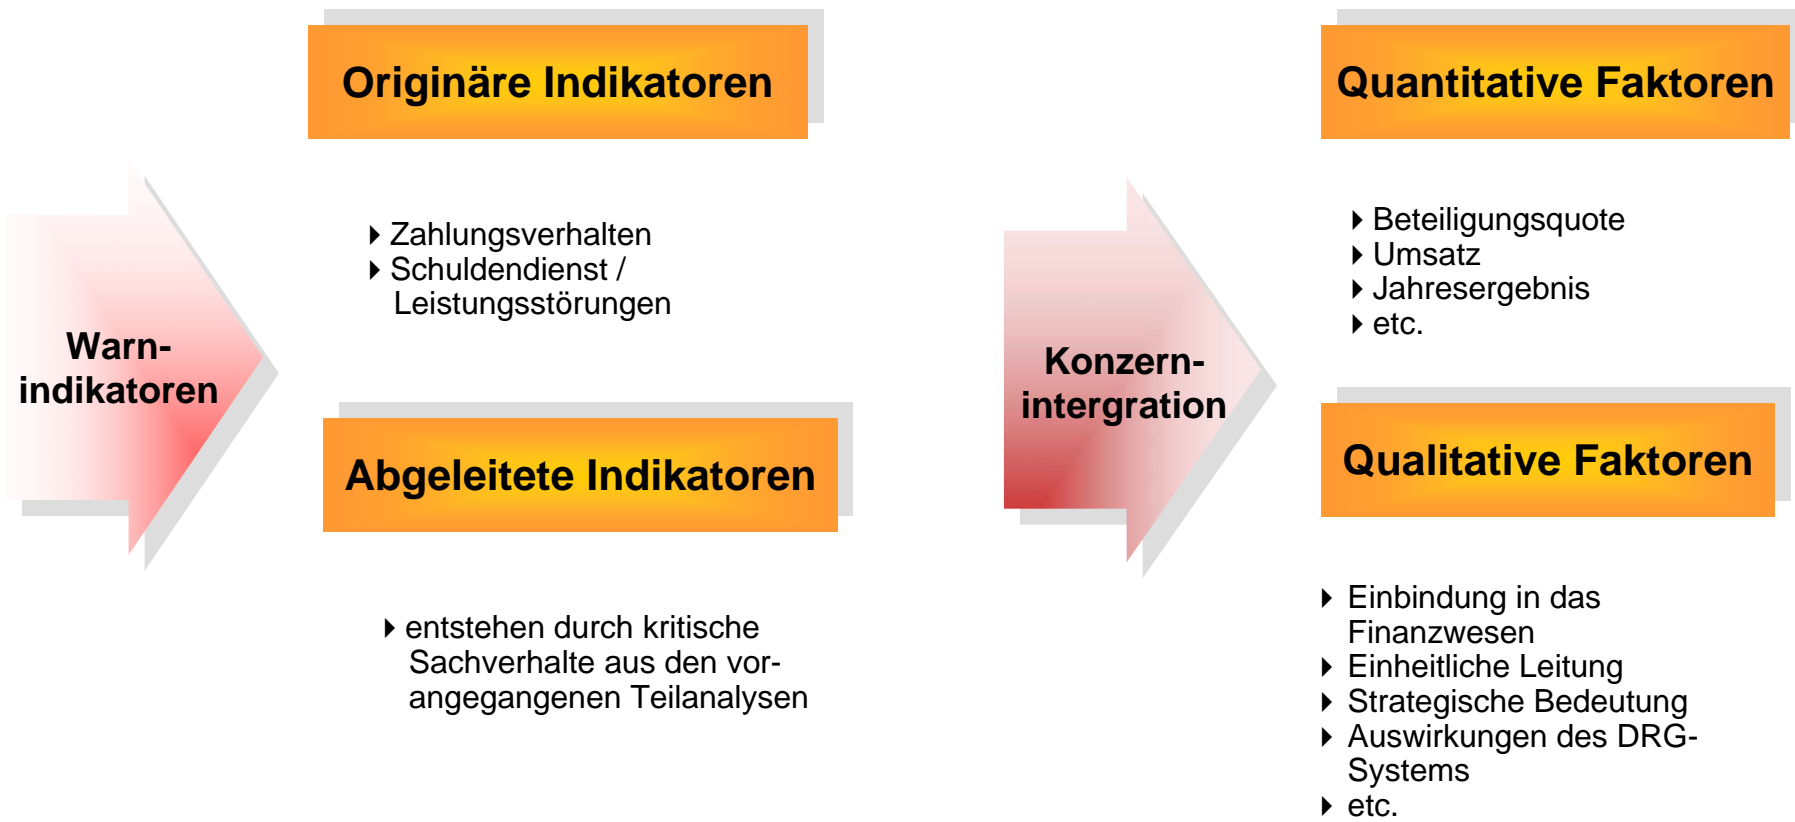 Warn-
indikatoren
Originäre Indikatoren
Zahlungsverhalten
Schuldendienst /
Leistungsstörungen
Abgeleitete Indikatoren
entstehen durch kritische
Sachverhalte aus den vor-
angegangenen Teilanalysen
Konzern-
intergration
Quantitative Faktoren
Beteiligungsquote
Umsatz
Jahresergebnis
etc.
Qualitative Faktoren
Einbindung in das
Finanzwesen
Einheitliche Leitung
Strategische Bedeutung
Auswirkungen des DRG-
Systems
etc.